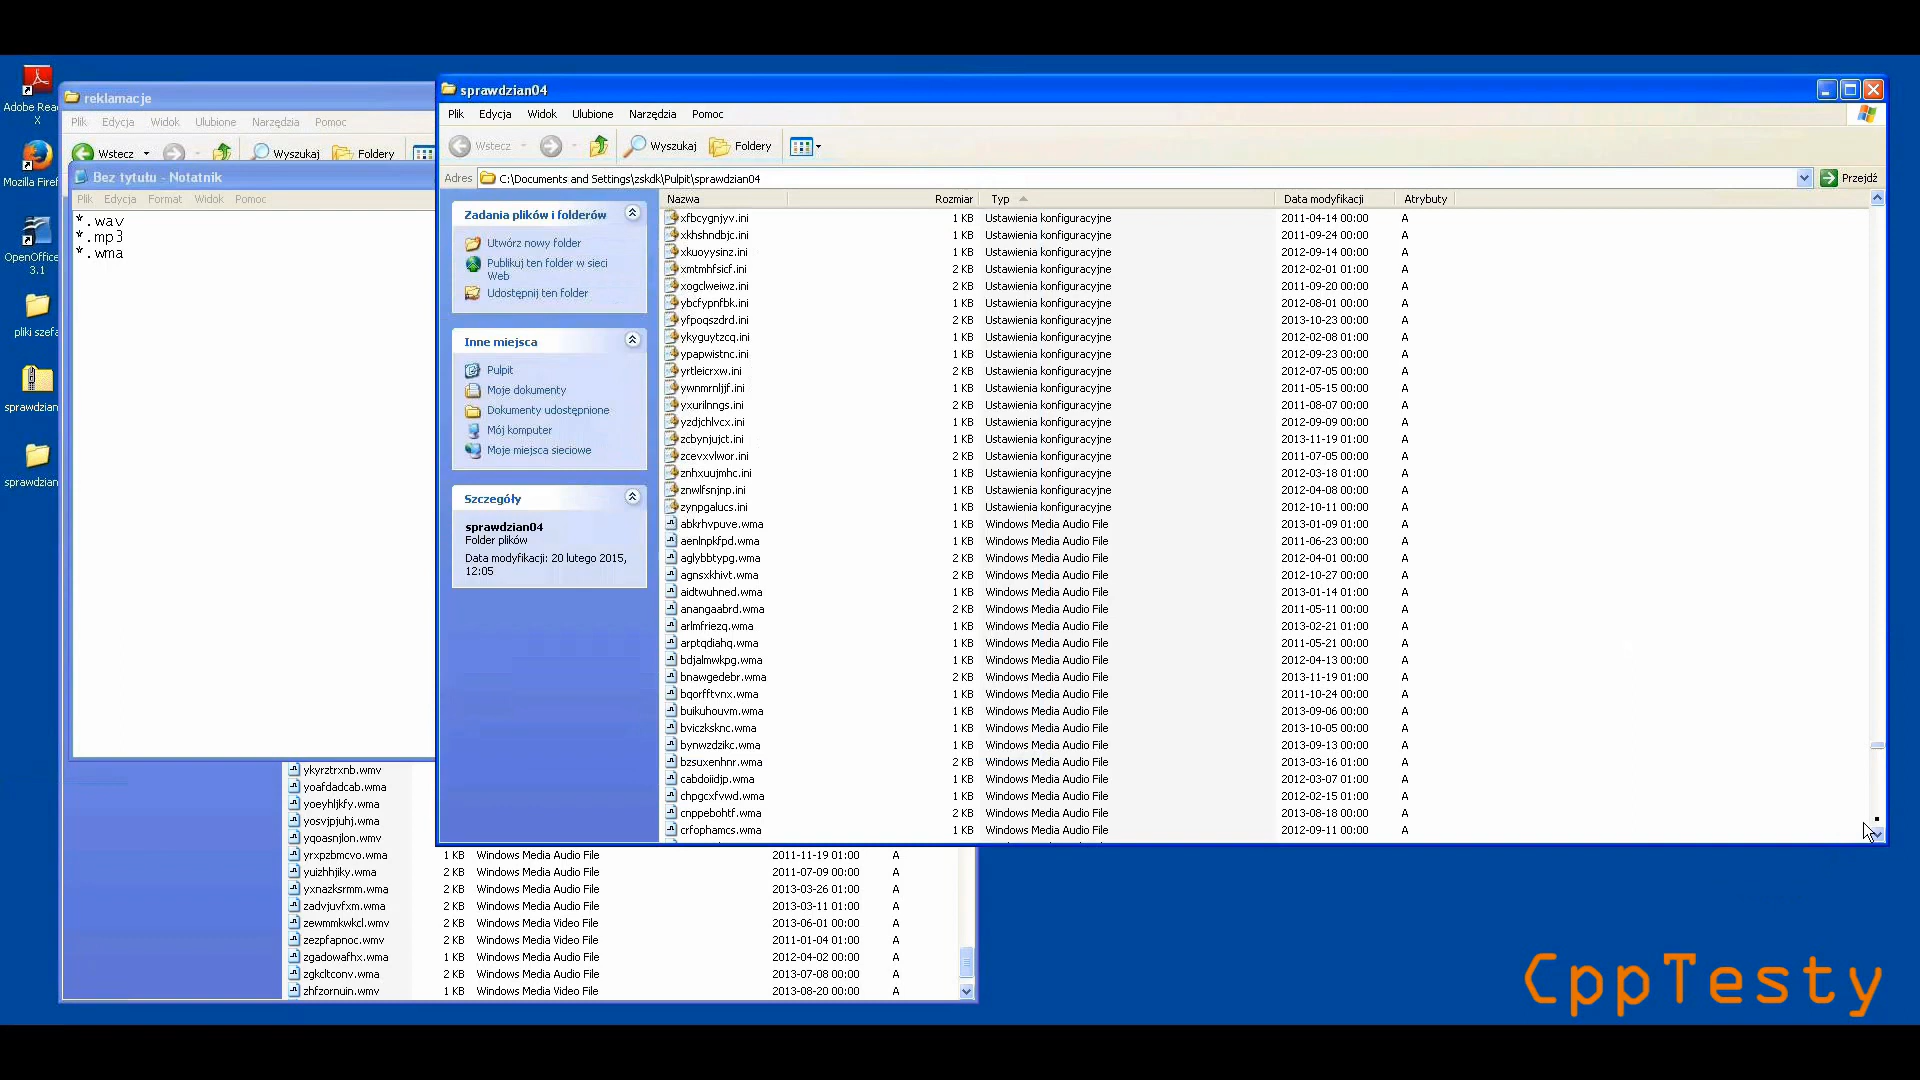 Adobe Rea
X
Mozilla Firef
OpenOffice
3.1
pliki szefa
sprawdzian
sprawdzian
reklamacje
Plik Edycja Widok Ulubione Narzędzia Pomoc
Wstecz Wyszukaj Foldery
Bez tytułu - Notatnik
Plik Edycja Format Widok Pomoc
*.wav
*.mp3
*.wma
sprawdzian04
Plik Edycja Widok Ulubione Narzędzia Pomoc
Wstecz Wyszukaj Foldery
Adres C:\Documents and Settings\zskdk\Pulpit\sprawdzian04 Przejdź
Zadania plików i folderów
Utwórz nowy folder
Publikuj ten folder w sieci
Web
Udostępnij ten folder
Inne miejsca
Pulpit
Moje dokumenty
Dokumenty udostępnione
Mój komputer
Moje miejsca sieciowe
Szczegóły
sprawdzian04
Folder plików
Data modyfikacji: 20 lutego 2015,
12:05
Nazwa Rozmiar Typ Data modyfikacji Atrybuty
xfbcygnjyv.ini 1 KB Ustawienia konfiguracyjne 2011-04-14 00:00 A
xkhshndbjc.ini 1 KB Ustawienia konfiguracyjne 2011-09-24 00:00 A
xkuoyysinz.ini 1 KB Ustawienia konfiguracyjne 2012-09-14 00:00 A
xmtmhfsicf.ini 2 KB Ustawienia konfiguracyjne 2012-02-01 01:00 A
xogclweiwz.ini 2 KB Ustawienia konfiguracyjne 2011-09-20 00:00 A
ybcfypnfbk.ini 1 KB Ustawienia konfiguracyjne 2012-08-01 00:00 A
yfpoqszdrd.ini 2 KB Ustawienia konfiguracyjne 2013-10-23 00:00 A
ykyguytzcq.ini 1 KB Ustawienia konfiguracyjne 2012-02-08 01:00 A
ypapwistnc.ini 1 KB Ustawienia konfiguracyjne 2012-09-23 00:00 A
yrtleicrxw.ini 2 KB Ustawienia konfiguracyjne 2012-07-05 00:00 A
ywnmrnljjf.ini 1 KB Ustawienia konfiguracyjne 2011-05-15 00:00 A
yxurilnngs.ini 2 KB Ustawienia konfiguracyjne 2011-08-07 00:00 A
yzdjchlvcx.ini 1 KB Ustawienia konfiguracyjne 2012-09-09 00:00 A
zcbynjujct.ini 1 KB Ustawienia konfiguracyjne 2013-11-19 01:00 A
zcevxvlwor.ini 2 KB Ustawienia konfiguracyjne 2011-07-05 00:00 A
znhxuujmhc.ini 1 KB Ustawienia konfiguracyjne 2012-03-18 01:00 A
znwlfsnjnp.ini 1 KB Ustawienia konfiguracyjne 2012-04-08 00:00 A
zynpgalucs.ini 1 KB Ustawienia konfiguracyjne 2012-10-11 00:00 A
abkrhvpuve.wma 1 KB Windows Media Audio File 2013-01-09 01:00 A
aenlnpkfpd.wma 1 KB Windows Media Audio File 2011-06-23 00:00 A
aglybbtypg.wma 2 KB Windows Media Audio File 2012-04-01 00:00 A
agnsxkhivt.wma 2 KB Windows Media Audio File 2012-10-27 00:00 A
aidtwuhned.wma 1 KB Windows Media Audio File 2013-01-14 01:00 A
anangaabrd.wma 2 KB Windows Media Audio File 2011-05-11 00:00 A
arlmfriezq.wma 1 KB Windows Media Audio File 2013-02-21 01:00 A
arptqdiahq.wma 1 KB Windows Media Audio File 2011-05-21 00:00 A
bdjalmwkpg.wma 1 KB Windows Media Audio File 2012-04-13 00:00 A
bnawgedebr.wma 2 KB Windows Media Audio File 2013-11-19 01:00 A
bqorfftvnx.wma 1 KB Windows Media Audio File 2011-10-24 00:00 A
buikuhouvm.wma 1 KB Windows Media Audio File 2013-09-06 00:00 A
bviczksknc.wma 1 KB Windows Media Audio File 2013-10-05 00:00 A
bynwzdzikc.wma 1 KB Windows Media Audio File 2013-09-13 00:00 A
bzsuxenhnr.wma 2 KB Windows Media Audio File 2013-03-16 01:00 A
cabdoiidjp.wma 1 KB Windows Media Audio File 2012-03-07 01:00 A
chpgcxfvwd.wma 1 KB Windows Media Audio File 2012-02-15 01:00 A
cnppebohtf.wma 2 KB Windows Media Audio File 2013-08-18 00:00 A
crfophamcs.wma 1 KB Windows Media Audio File 2012-09-11 00:00 A
ykyrztrxnb.wmv
yoafdadcab.wma
yoeyhljkfy.wma
yosvjpjuhj.wma
yqoasnjlon.wmv
yrxpzbmcvo.wma 1 KB Windows Media Audio File 2011-11-19 01:00 A
yuizhhjiky.wma 2 KB Windows Media Audio File 2011-07-09 00:00 A
yxnazksrmm.wma 2 KB Windows Media Audio File 2013-03-26 01:00 A
zadvjuvfxm.wma 2 KB Windows Media Audio File 2013-03-11 01:00 A
zewmmkwkcl.wmv 2 KB Windows Media Video File 2013-06-01 00:00 A
zezpfapnoc.wmv 2 KB Windows Media Video File 2011-01-04 01:00 A
zgadowafhx.wma 1 KB Windows Media Audio File 2012-04-02 00:00 A
zgkcltconv.wma 2 KB Windows Media Audio File 2013-07-08 00:00 A
zhfzornuin.wmv 1 KB Windows Media Video File 2013-08-20 00:00 A
CppTesty